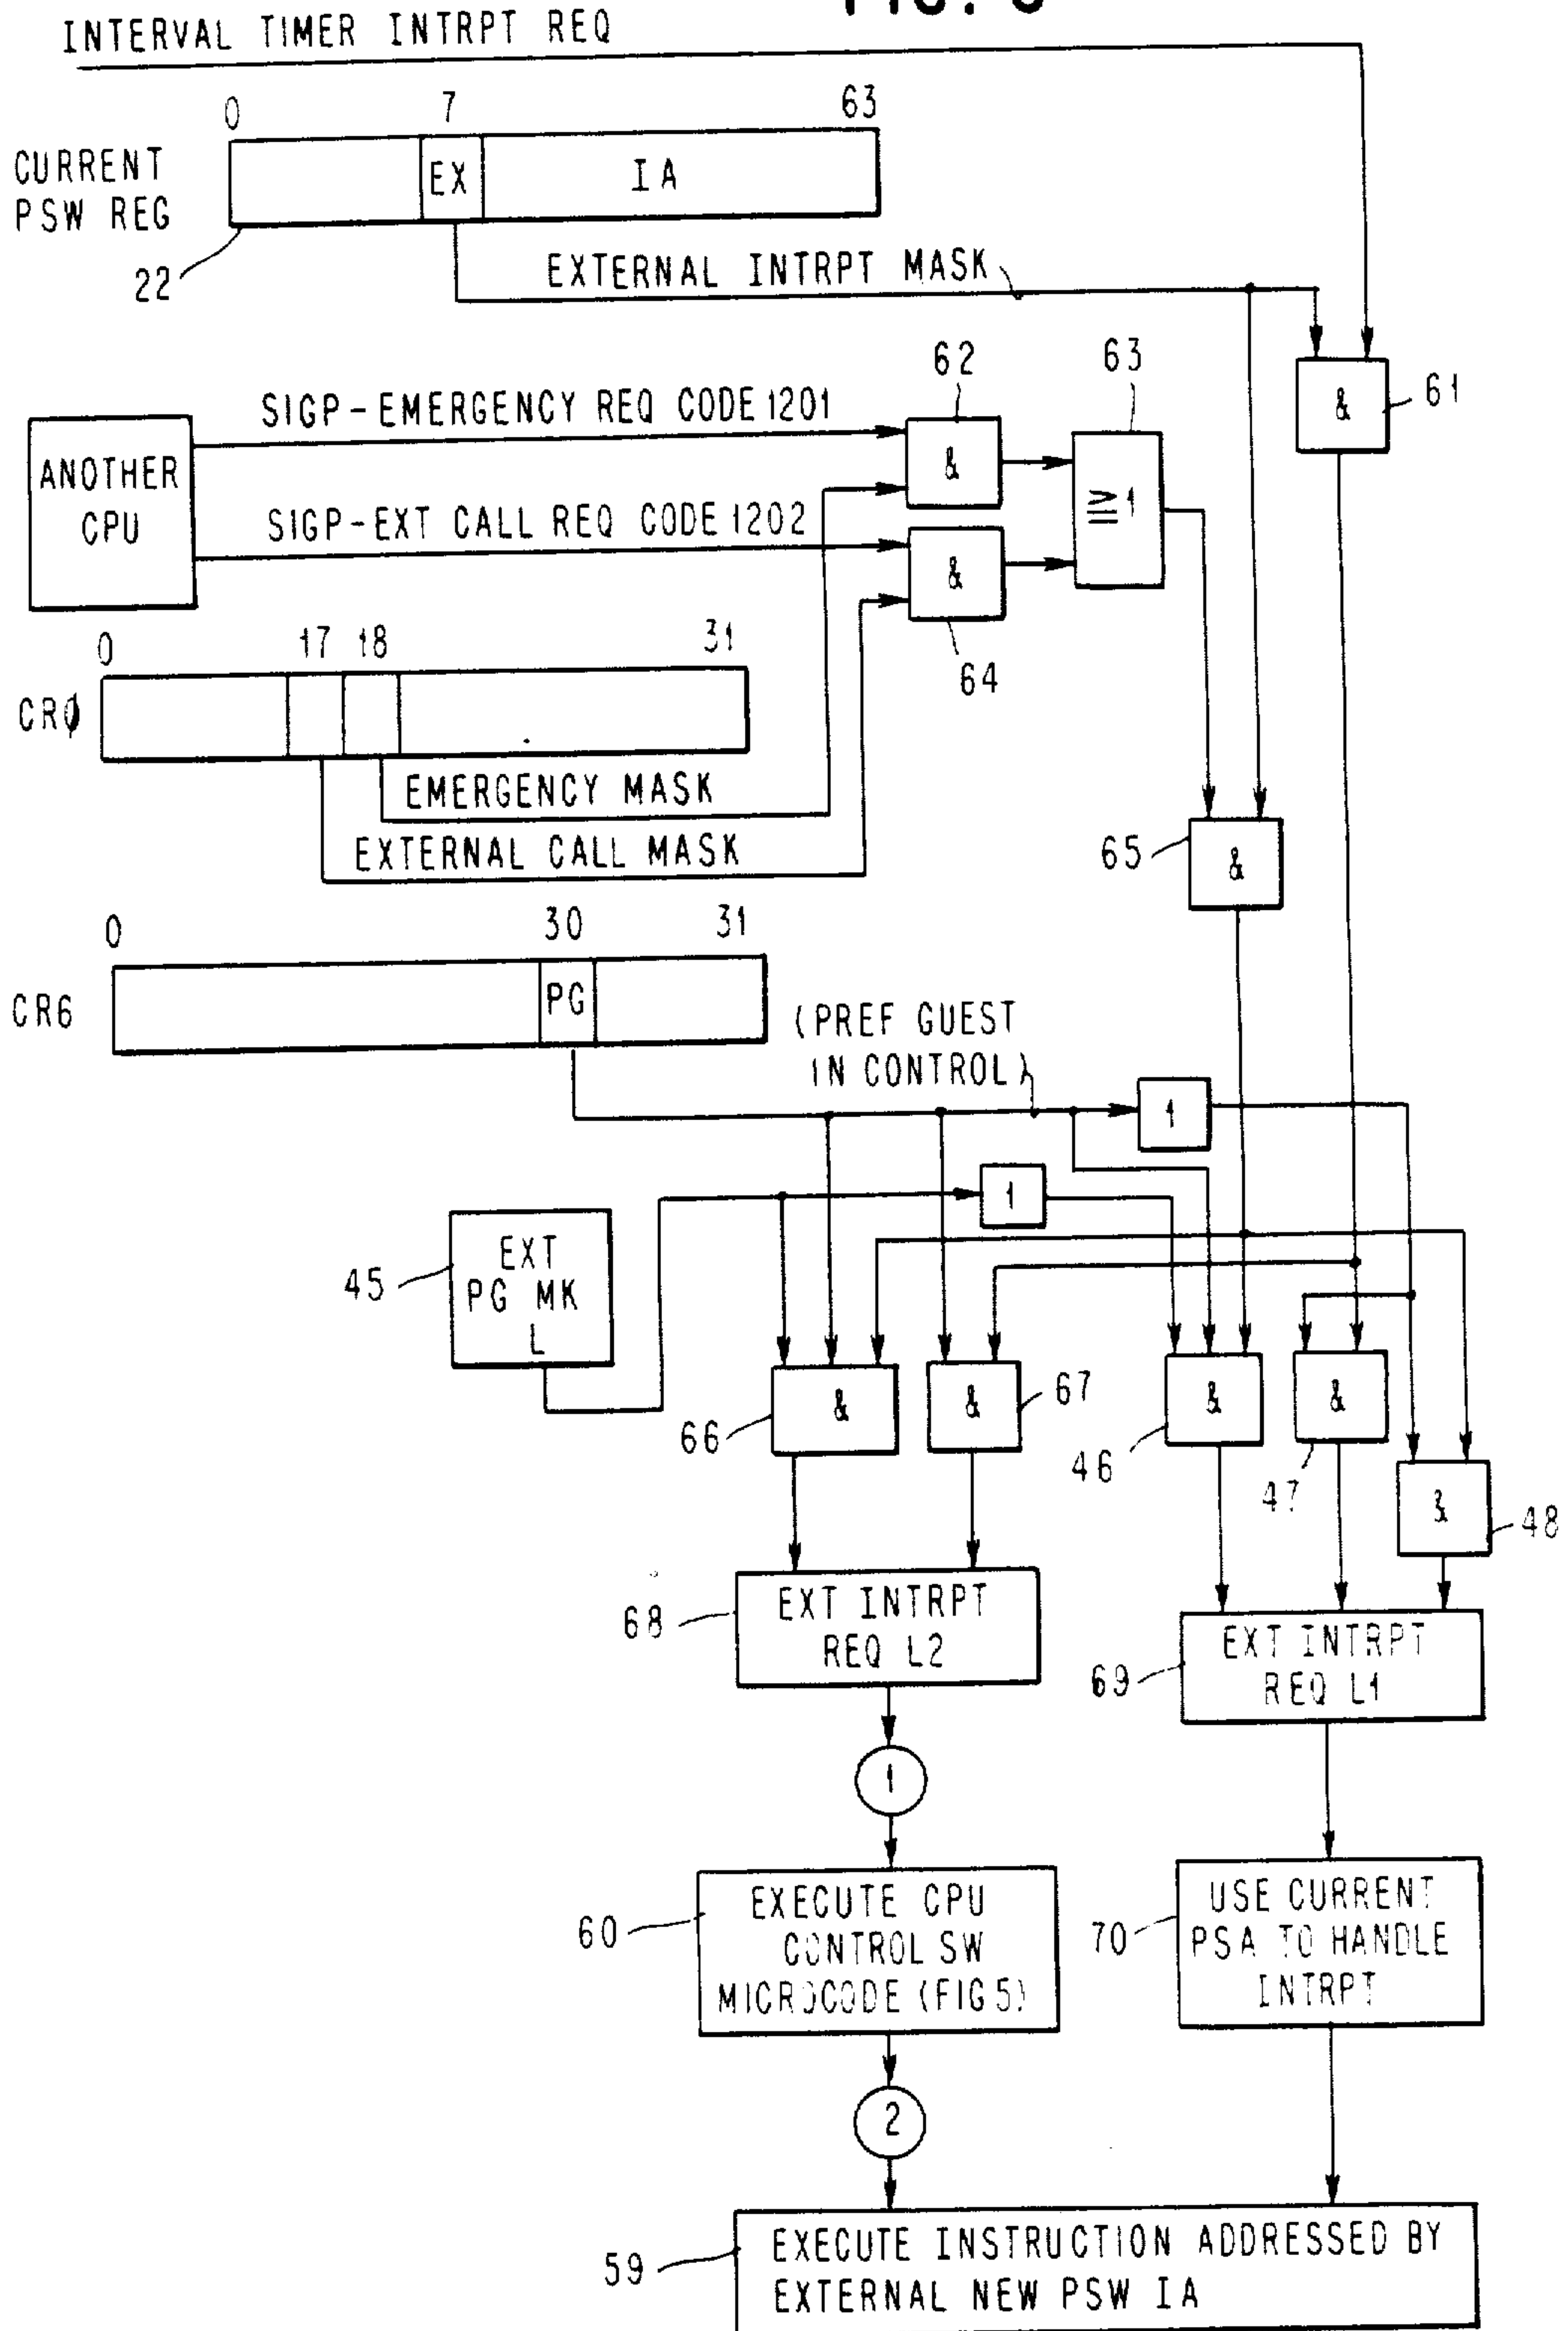 INTERVAL TIMER INTRPT REQ
0 7 63
CURRENT
PSW REG
EX IA
22
EXTERNAL INTRPT MASK
62 63
61
&
SIGP-EMERGENCY REQ CODE 1201
&
≧1
ANOTHER
CPU
SIGP-EXT CALL REQ CODE 1202
&
64
0 17 18 31
CR0
EMERGENCY MASK
EXTERNAL CALL MASK
65
&
0 30 31
CR6
PG
(PREF GUEST
IN CONTROL)
1
1
45
EXT
PG MK
L
& & & & &
66 67 46 47 48
68
EXT INTRPT
REQ L2
69
EXT INTRPT
REQ L1
1
60
EXECUTE CPU
CONTROL SW
MICROCODE (FIG 5)
70
USE CURRENT
PSA TO HANDLE
INTRPT
2
59
EXECUTE INSTRUCTION ADDRESSED BY
EXTERNAL NEW PSW IA